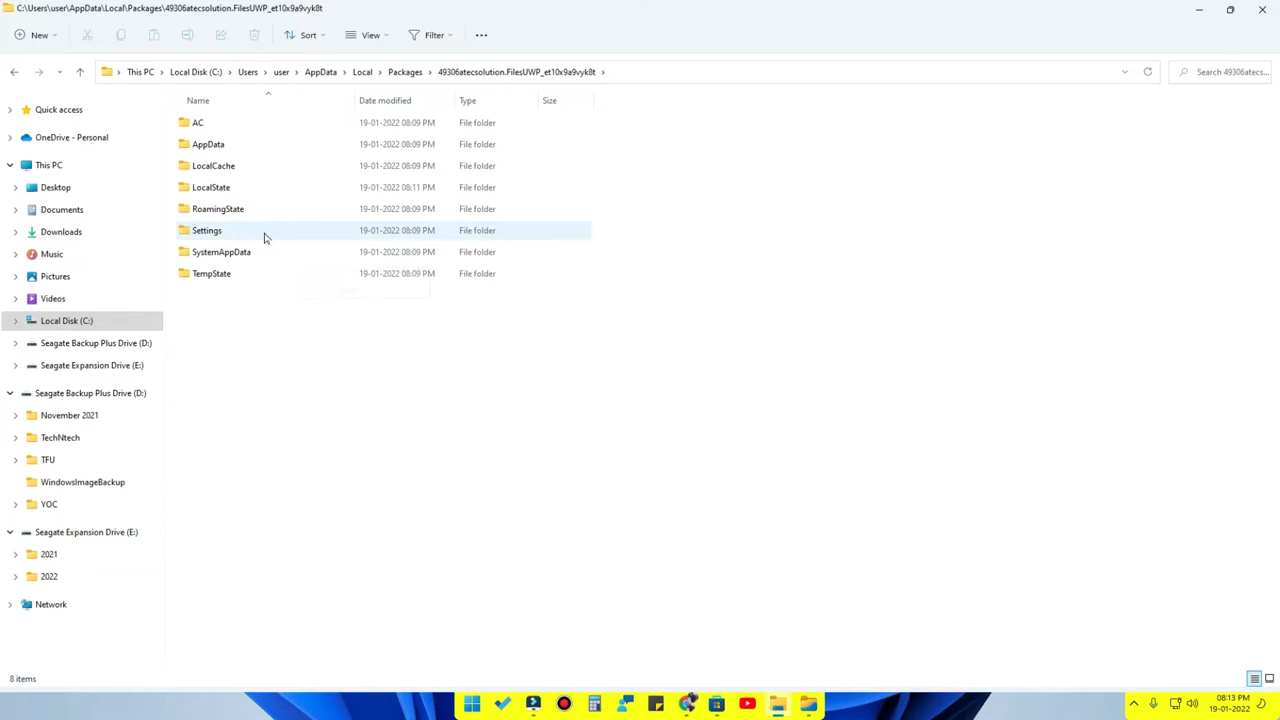 C:\Users\user\AppData\Local\Packages\49306atecsolution.FilesUWP_et10x9a9vyk8t
New Sort View Filter
This PC Local Disk (C:) Users user AppData Local Packages 49306atecsolution.FilesUWP_et10x9a9vyk8t Search 49306atecs...
Name Date modified Type Size
Quick access
OneDrive - Personal
This PC
Desktop
Documents
Downloads
Music
Pictures
Videos
Local Disk (C:)
Seagate Backup Plus Drive (D:)
Seagate Expansion Drive (E:)
Seagate Backup Plus Drive (D:)
November 2021
TechNtech
TFU
WindowsImageBackup
YOC
Seagate Expansion Drive (E:)
2021
2022
Network
AC 19-01-2022 08:09 PM File folder
AppData 19-01-2022 08:09 PM File folder
LocalCache 19-01-2022 08:09 PM File folder
LocalState 19-01-2022 08:11 PM File folder
RoamingState 19-01-2022 08:09 PM File folder
Settings 19-01-2022 08:09 PM File folder
SystemAppData 19-01-2022 08:09 PM File folder
TempState 19-01-2022 08:09 PM File folder
8 items
08:13 PM
19-01-2022